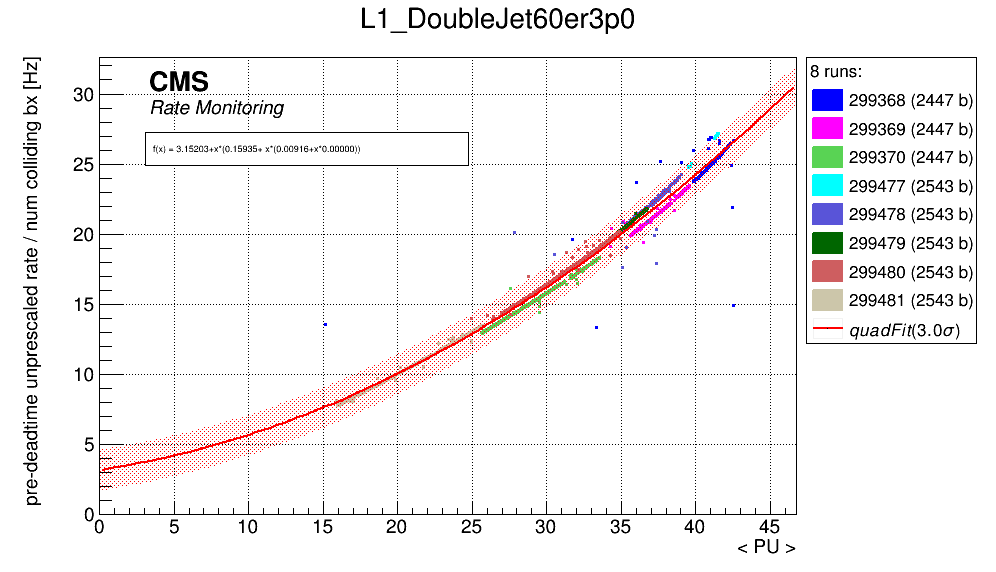 L1_DoubleJet60er3p0
pre-deadtime unprescaled rate / num colliding bx [Hz]
CMS
Rate Monitoring
f(x) = 3.15203+x*(0.15935+ x*(0.00916+x*0.00000))
30
25
20
15
10
5
0
0 5 10 15 20 25 30 35 40 45
< PU >
8 runs:
299368 (2447 b)
299369 (2447 b)
299370 (2447 b)
299477 (2543 b)
299478 (2543 b)
299479 (2543 b)
299480 (2543 b)
299481 (2543 b)
quadFit(3.0σ)